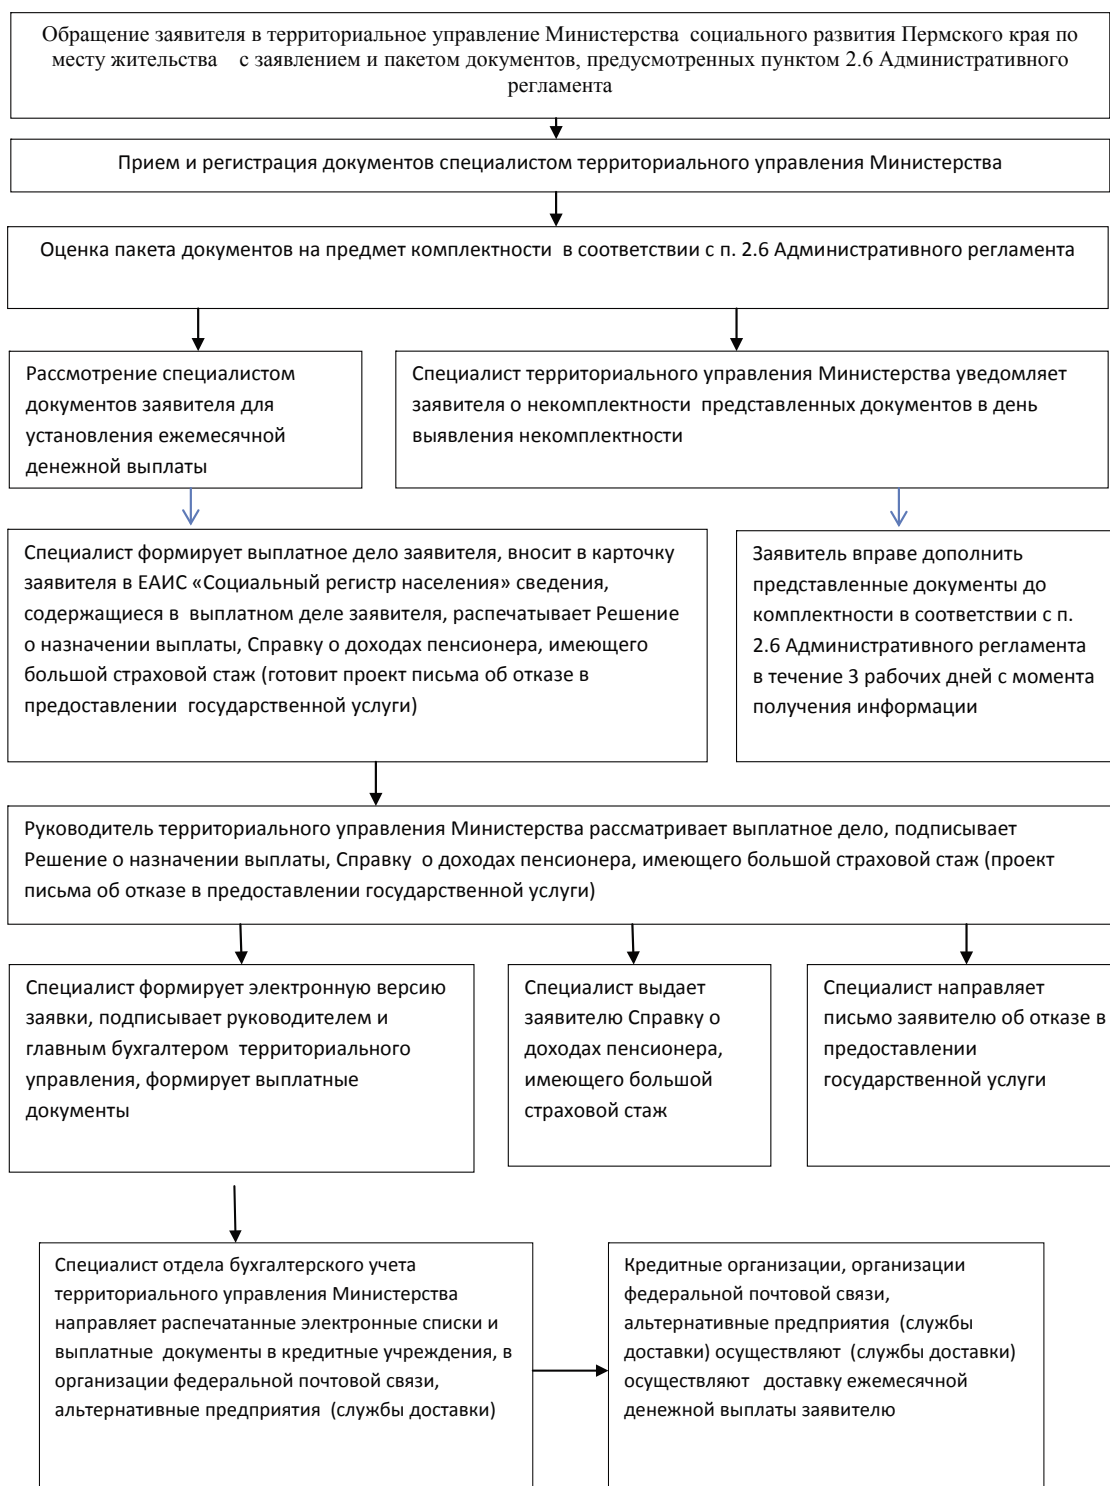 Обращение заявителя в территориальное управление Министерства социального развития Пермского края по
месту жительства с заявлением и пакетом документов, предусмотренных пунктом 2.6 Административного
регламента
Прием и регистрация документов специалистом территориального управления Министерства
Оценка пакета документов на предмет комплектности в соответствии с п. 2.6 Административного регламента
Рассмотрение специалистом
документов заявителя для
установления ежемесячной
денежной выплаты
Специалист территориального управления Министерства уведомляет
заявителя о некомплектности представленных документов в день
выявления некомплектности
Специалист формирует выплатное дело заявителя, вносит в карточку
заявителя в ЕАИС «Социальный регистр населения» сведения,
содержащиеся в выплатном деле заявителя, распечатывает Решение
о назначении выплаты, Справку о доходах пенсионера, имеющего
большой страховой стаж (готовит проект письма об отказе в
предоставлении государственной услуги)
Заявитель вправе дополнить
представленные документы до
комплектности в соответствии с п.
2.6 Административного регламента
в течение 3 рабочих дней с момента
получения информации
Руководитель территориального управления Министерства рассматривает выплатное дело, подписывает
Решение о назначении выплаты, Справку о доходах пенсионера, имеющего большой страховой стаж (проект
письма об отказе в предоставлении государственной услуги)
Специалист формирует электронную версию
заявки, подписывает руководителем и
главным бухгалтером территориального
управления, формирует выплатные
документы
Специалист выдает
заявителю Справку о
доходах пенсионера,
имеющего большой
страховой стаж
Специалист направляет
письмо заявителю об отказе в
предоставлении
государственной услуги
Специалист отдела бухгалтерского учета
территориального управления Министерства
направляет распечатанные электронные списки и
выплатные документы в кредитные учреждения, в
организации федеральной почтовой связи,
альтернативные предприятия (службы доставки)
Кредитные организации, организации
федеральной почтовой связи,
альтернативные предприятия (службы
доставки) осуществляют (службы доставки)
осуществляют доставку ежемесячной
денежной выплаты заявителю